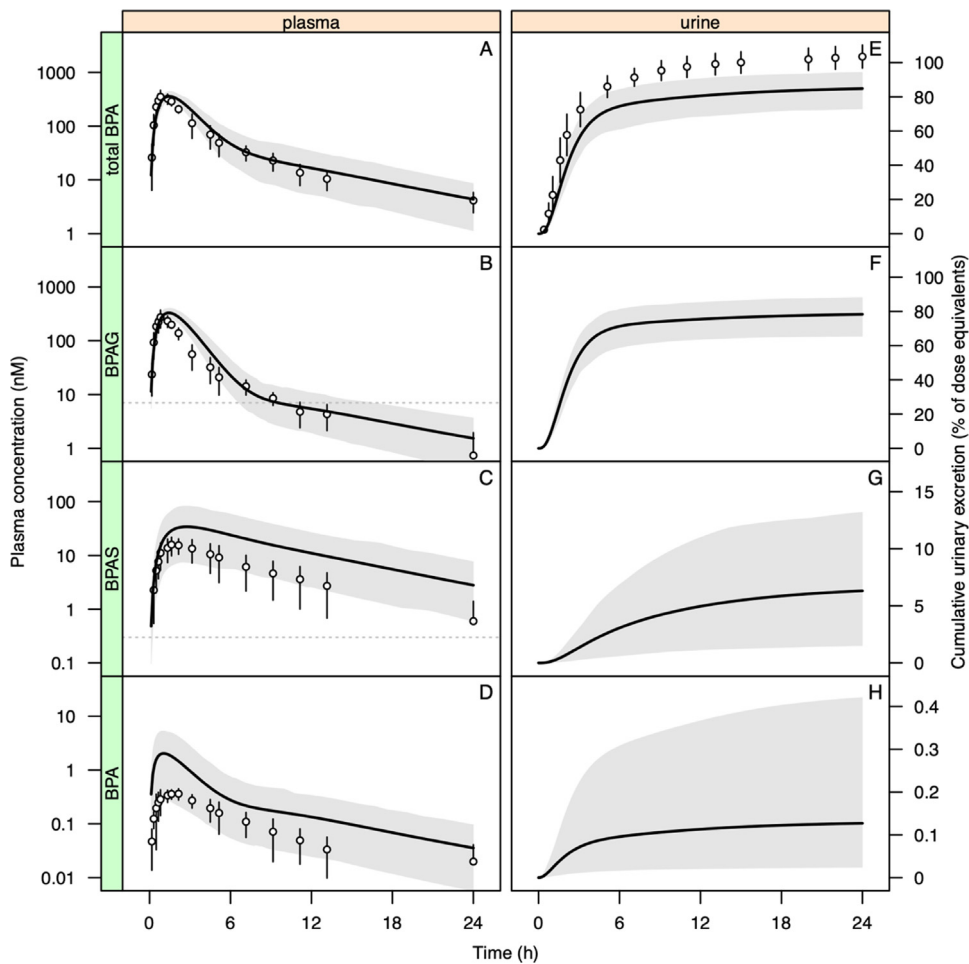 plasma
urine
total BPA
A
1000
100
10
1
E
100
80
60
40
20
0
BPAG
B
1000
100
10
1
F
100
80
60
40
20
0
BPAS
C
100
10
1
0.1
G
15
10
5
0
BPA
D
10
1
0.1
0.01
H
0.4
0.3
0.2
0.1
0
0 6 12 18 24
0 6 12 18 24
Time (h)
Plasma concentration (nM)
Cumulative urinary excretion (% of dose equivalents)